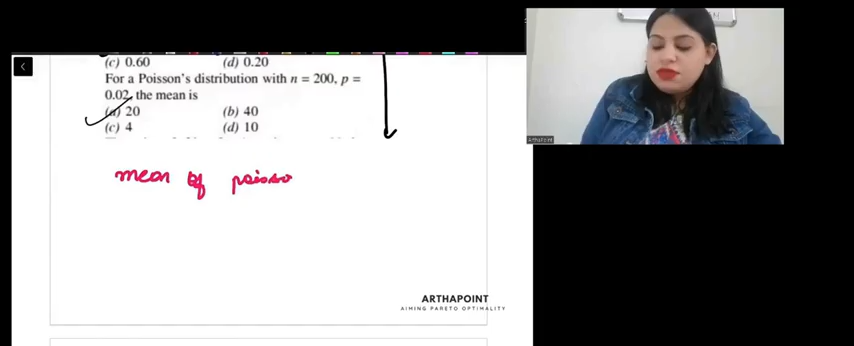 (c) 0.60 (d) 0.20
For a Poisson's distribution with n = 200, p =
0.02, the mean is
(a) 20 (b) 40
(c) 4 (d) 10
mean of poisso
ARTHAPOINT
AIMING PARETO OPTIMALITY
Arthapoint